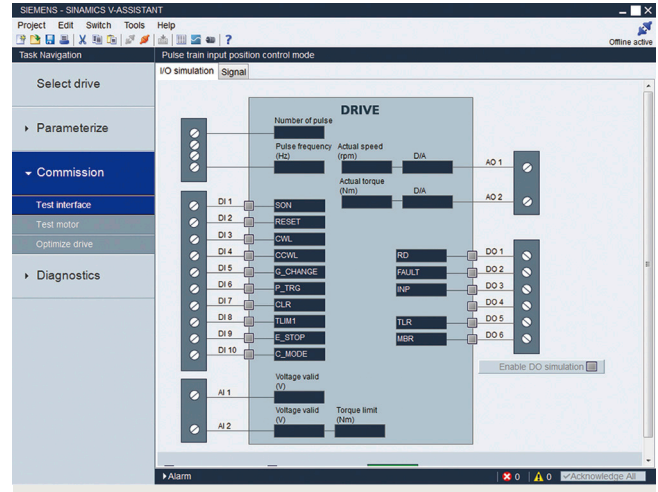 SIEMENS - SINAMICS V-ASSISTANT
Project Edit Switch Tools Help
?
Offline active
Task Navigation
Pulse train input position control mode
Select drive
Parameterize
Commission
Test interface
Test motor
Optimize drive
Diagnostics
I/O simulation Signal
DRIVE
Number of pulse
Pulse frequency (Hz)
Actual speed (rpm)
D/A
AO 1
Actual torque (Nm)
D/A
AO 2
DI 1 SON
DI 2 RESET
DI 3 CWL
DI 4 CCWL
DI 5 G_CHANGE
DI 6 P_TRG
DI 7 CLR
DI 8 TLIM1
DI 9 E_STOP
DI 10 C_MODE
RD DO 1
FAULT DO 2
INP DO 3
DO 4
TLR DO 5
MBR DO 6
Enable DO simulation
AI 1
Voltage valid (V)
AI 2
Voltage valid (V)
Torque limit (Nm)
Alarm
0
0
Acknowledge All